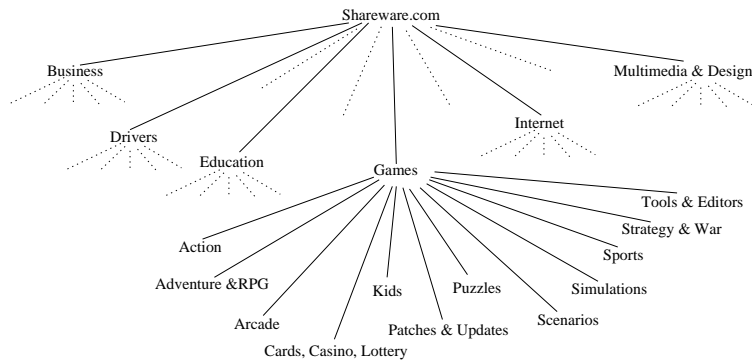 Shareware.com
Business
Multimedia & Design
Drivers
Internet
Education
Games
Tools & Editors
Strategy & War
Action
Sports
Adventure &RPG
Kids
Puzzles
Simulations
Arcade
Patches & Updates
Scenarios
Cards, Casino, Lottery